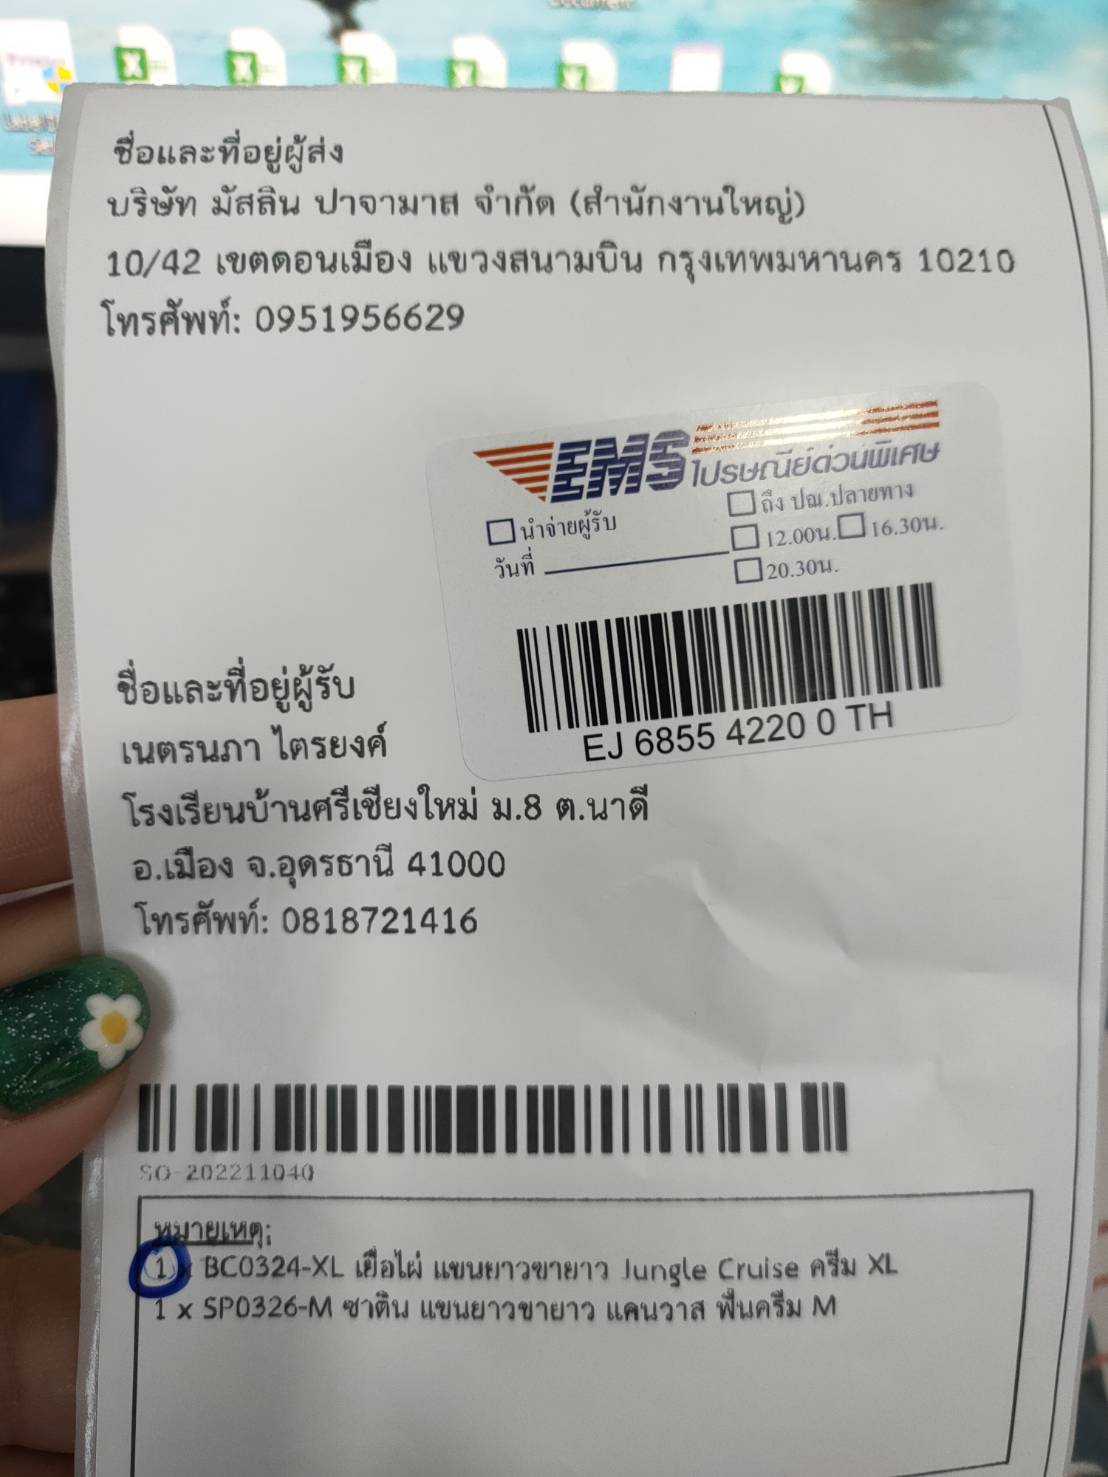 ชื่อและที่อยู่ผู้ส่ง
บริษัท มัสลิน ปาจามาส จำกัด (สำนักงานใหญ่)
10/42 เขตดอนเมือง แขวงสนามบิน กรุงเทพมหานคร 10210
โทรศัพท์: 0951956629
EMS ไปรษณีย์ด่วนพิเศษ
นำจ่ายผู้รับ ถึง ปณ.ปลายทาง
วันที่ 12.00น. 16.30น.
20.30น.
EJ 6855 4220 0 TH
ชื่อและที่อยู่ผู้รับ
เนตรนภา ไตรยงค์
โรงเรียนบ้านศรีเชียงใหม่ ม.8 ต.นาดี
อ.เมือง จ.อุดรธานี 41000
โทรศัพท์: 0818721416
SO-202211040
หมายเหตุ:
1 x BC0324-XL เยื่อไผ่ แขนยาวขายาว Jungle Cruise ครีม XL
1 x SP0326-M ซาติน แขนยาวขายาว แคนวาส พื้นครีม M